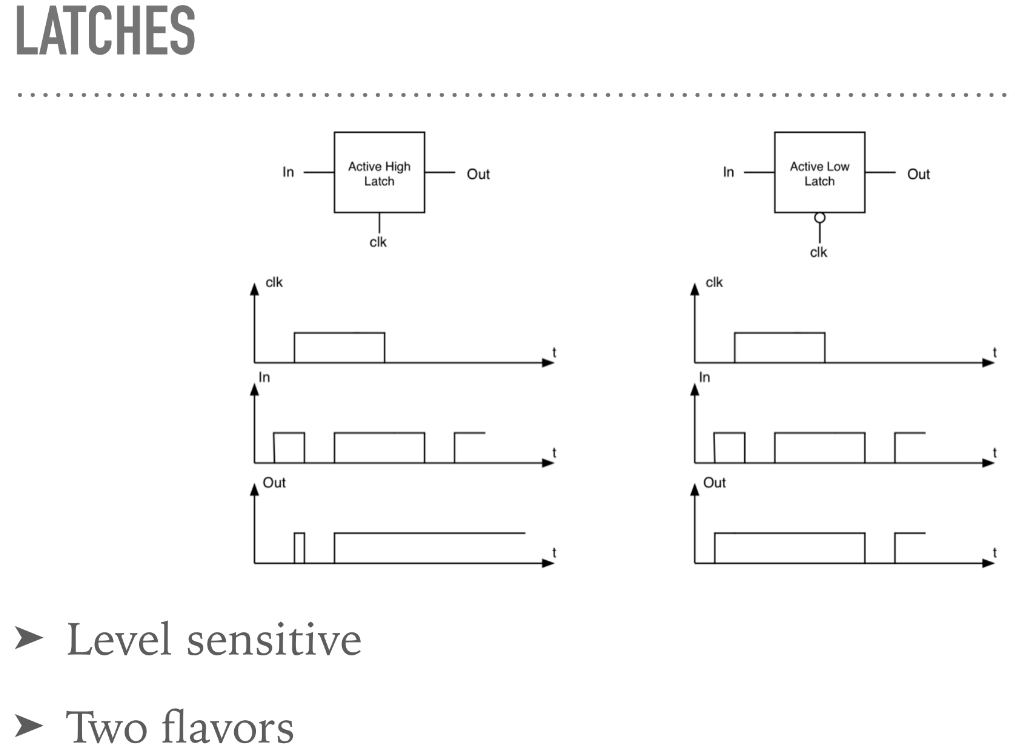 LATCHES
In
Active High
Latch
Out
clk
In
Active Low
Latch
Out
clk
clk
t
In
t
Out
t
clk
t
In
t
Out
t
➤ Level sensitive
➤ Two flavors